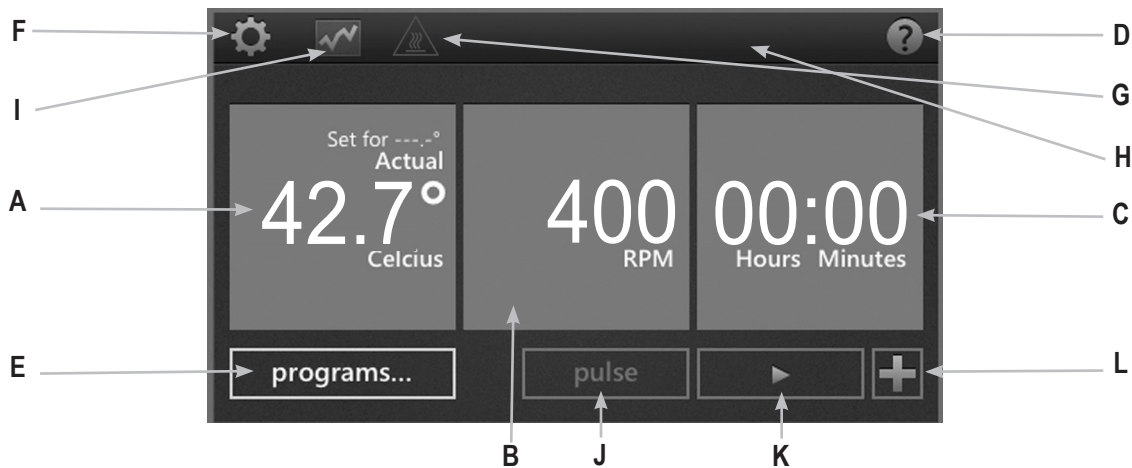 F
D
I
G
H
A
C
Set for ---.-°
Actual
42.7°
Celcius
400
RPM
00:00
Hours Minutes
E
programs...
pulse
L
B
J
K
?